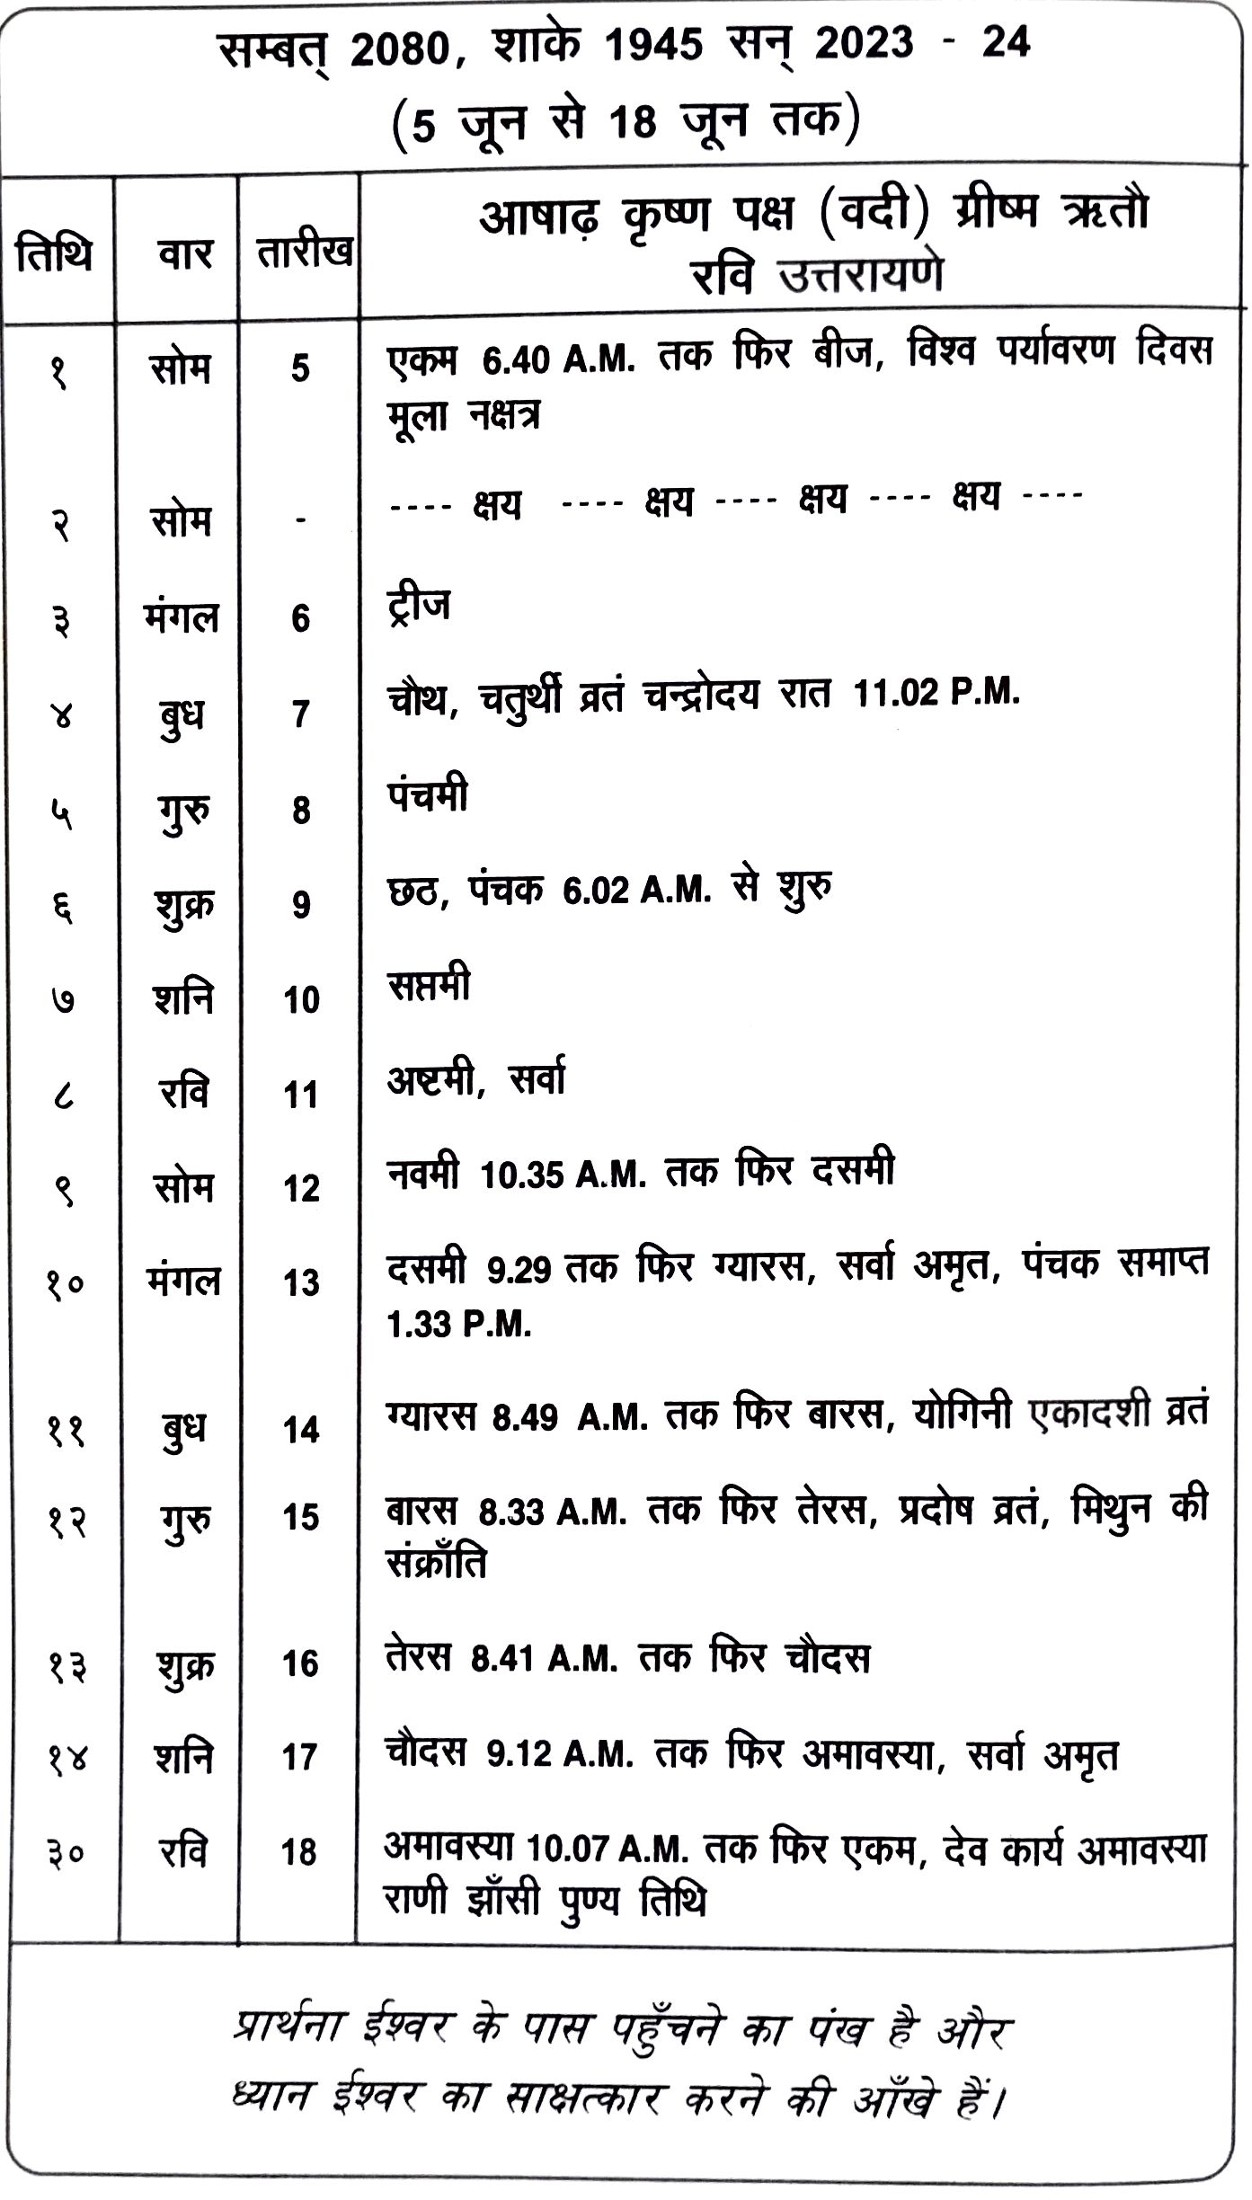 सम्बत् 2080, शाके 1945 सन् 2023 - 24
(5 जून से 18 जून तक)
तिथि वार तारीख आषाढ़ कृष्ण पक्ष (वदी) ग्रीष्म ऋतौ
रवि उत्तरायणे
१ सोम 5 एकम 6.40 A.M. तक फिर बीज, विश्व पर्यावरण दिवस
मूला नक्षत्र
२ सोम - ---- क्षय ---- क्षय ---- क्षय ---- क्षय ----
३ मंगल 6 ट्रीज
४ बुध 7 चौथ, चतुर्थी व्रतं चन्द्रोदय रात 11.02 P.M.
५ गुरु 8 पंचमी
६ शुक्र 9 छठ, पंचक 6.02 A.M. से शुरु
७ शनि 10 सप्तमी
८ रवि 11 अष्टमी, सर्वा
९ सोम 12 नवमी 10.35 A.M. तक फिर दसमी
१० मंगल 13 दसमी 9.29 तक फिर ग्यारस, सर्वा अमृत, पंचक समाप्त
1.33 P.M.
११ बुध 14 ग्यारस 8.49 A.M. तक फिर बारस, योगिनी एकादशी व्रतं
१२ गुरु 15 बारस 8.33 A.M. तक फिर तेरस, प्रदोष व्रतं, मिथुन की
संक्राँति
१३ शुक्र 16 तेरस 8.41 A.M. तक फिर चौदस
१४ शनि 17 चौदस 9.12 A.M. तक फिर अमावस्या, सर्वा अमृत
३० रवि 18 अमावस्या 10.07 A.M. तक फिर एकम, देव कार्य अमावस्या
राणी झाँसी पुण्य तिथि
प्रार्थना ईश्वर के पास पहुँचने का पंख है और
ध्यान ईश्वर का साक्षत्कार करने की आँखे हैं।